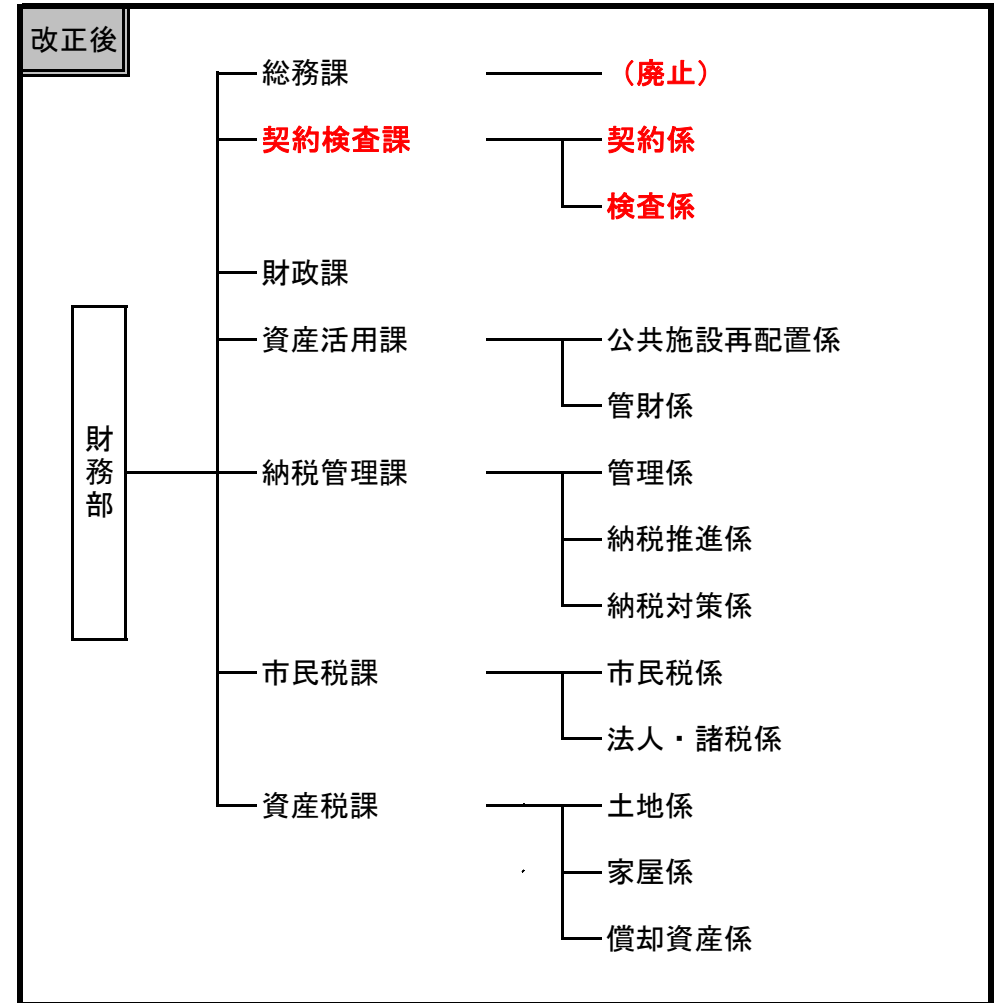 改正後
総務課 （廃止）
契約検査課 契約係
検査係
財政課
資産活用課 公共施設再配置係
管財係
財務部
納税管理課 管理係
納税推進係
納税対策係
市民税課 市民税係
法人・諸税係
資産税課 土地係
家屋係
償却資産係